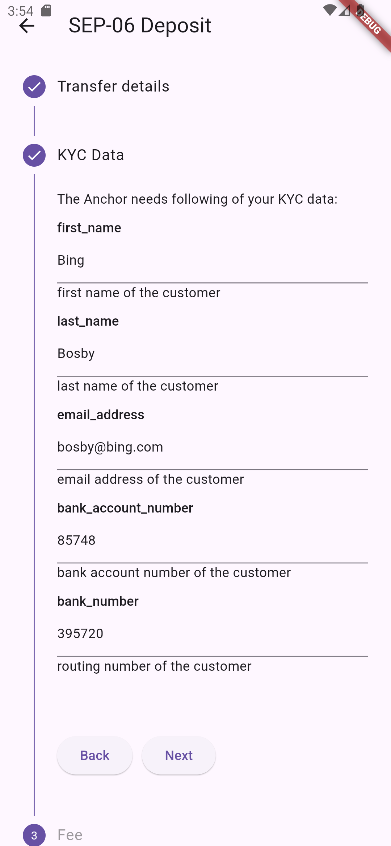 3:54
SEP-06 Deposit
Transfer details
KYC Data
The Anchor needs following of your KYC data:
first_name
Bing
first name of the customer
last_name
Bosby
last name of the customer
email_address
bosby@bing.com
email address of the customer
bank_account_number
85748
bank account number of the customer
bank_number
395720
routing number of the customer
Back Next
3 Fee